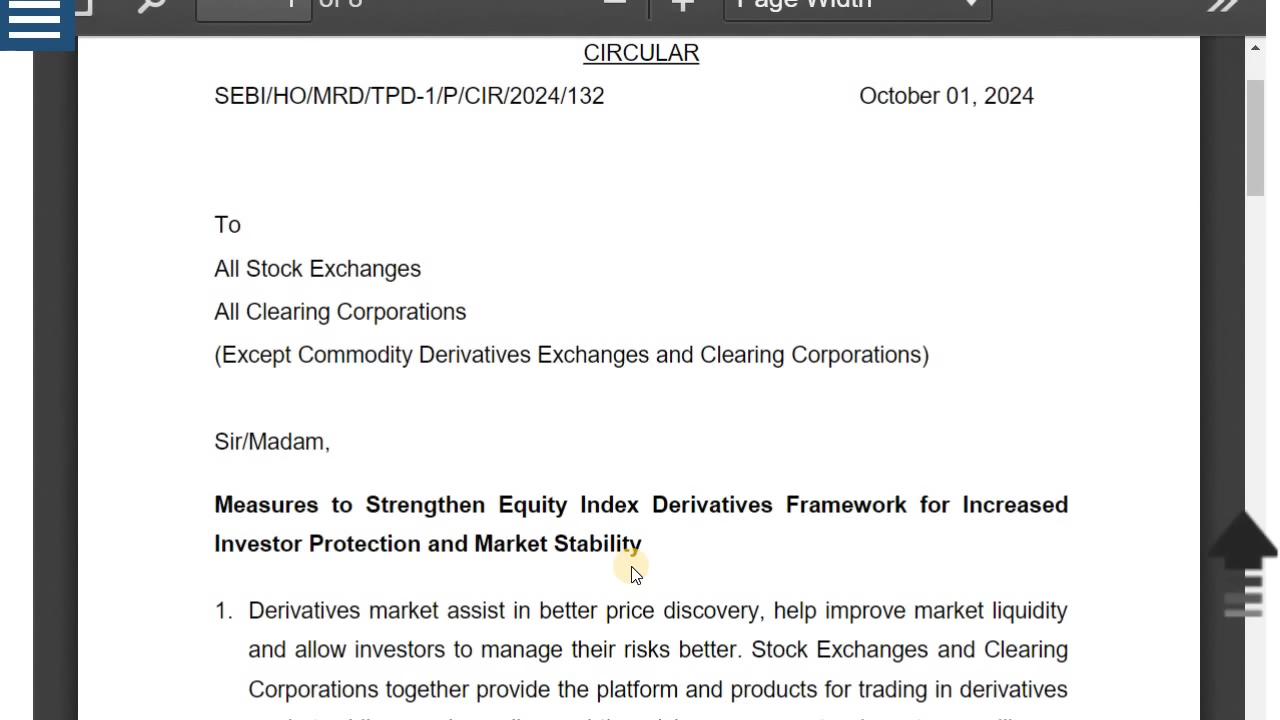 of 8
Page Width
CIRCULAR
SEBI/HO/MRD/TPD-1/P/CIR/2024/132 October 01, 2024
To
All Stock Exchanges
All Clearing Corporations
(Except Commodity Derivatives Exchanges and Clearing Corporations)
Sir/Madam,
Measures to Strengthen Equity Index Derivatives Framework for Increased
Investor Protection and Market Stability
1. Derivatives market assist in better price discovery, help improve market liquidity
and allow investors to manage their risks better. Stock Exchanges and Clearing
Corporations together provide the platform and products for trading in derivatives